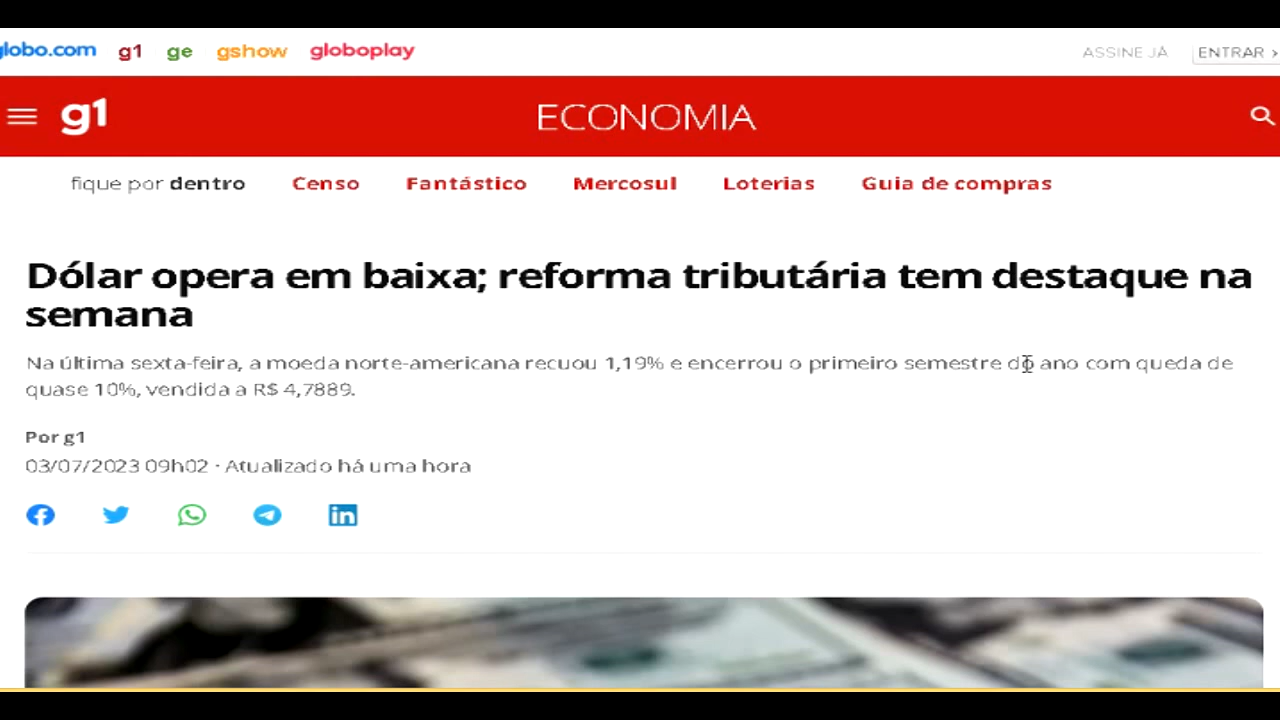 globo.com g1 ge gshow globoplay ASSINE JÁ ENTRAR ›
g1 ECONOMIA
fique por dentro Censo Fantástico Mercosul Loterias Guia de compras
Dólar opera em baixa; reforma tributária tem destaque na
semana
Na última sexta-feira, a moeda norte-americana recuou 1,19% e encerrou o primeiro semestre do ano com queda de
quase 10%, vendida a R$ 4,7889.
Por g1
03/07/2023 09h02 · Atualizado há uma hora
in